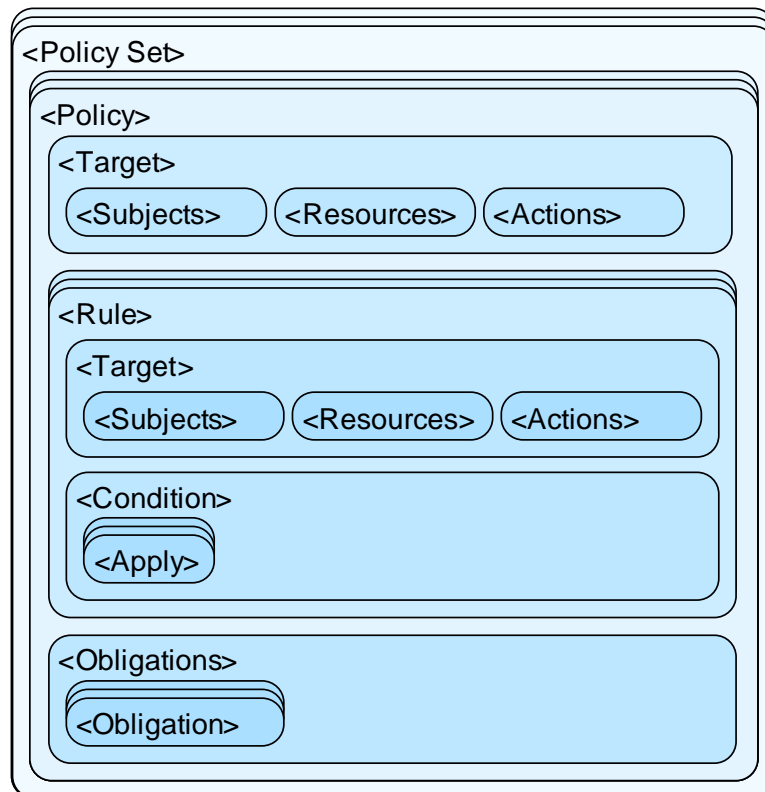 <Policy Set>
<Policy>
<Target>
<Subjects> <Resources> <Actions>
<Rule>
<Target>
<Subjects> <Resources> <Actions>
<Condition>
<Apply>
<Obligations>
<Obligation>